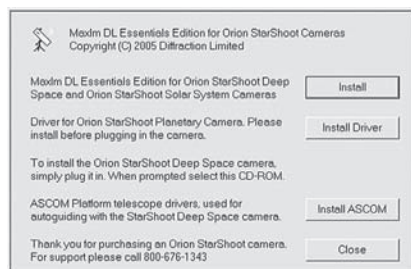 MaxIm DL Essentials Edition for Orion StarShoot Cameras
Copyright (C) 2005 Diffraction Limited
MaxIm DL Essentials Edition for Orion StarShoot Deep
Space and Orion StarShoot Solar System Cameras
Install
Driver for Orion StarShoot Planetary Camera. Please
install before plugging in the camera.
Install Driver
To install the Orion StarShoot Deep Space camera,
simply plug it in. When prompted select this CD-ROM.
ASCOM Platform telescope drivers, used for
autoguiding with the StarShoot Deep Space camera.
Install ASCOM
Thank you for purchasing an Orion StarShoot camera.
For support please call 800-676-1343
Close